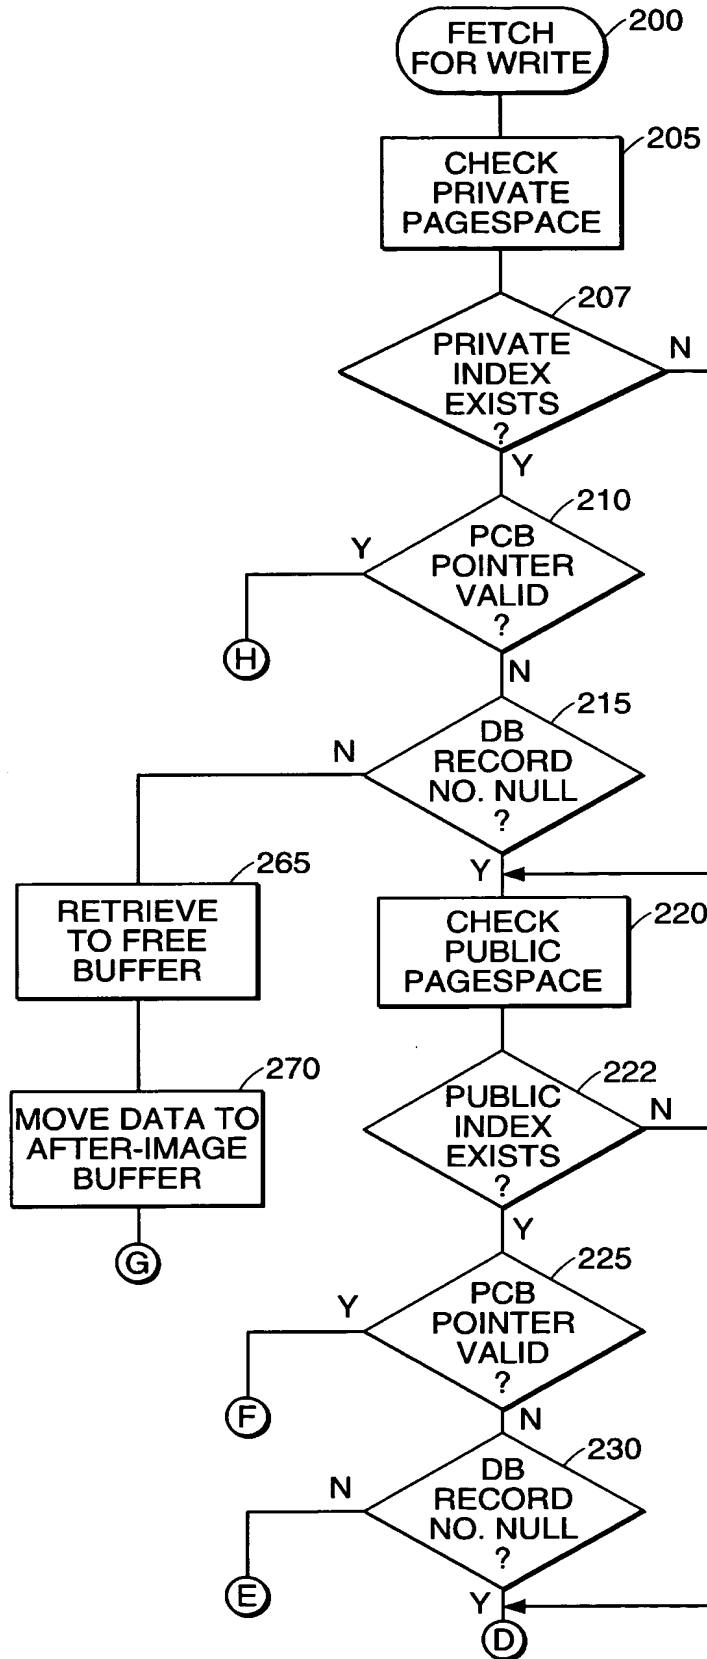 FETCH
FOR WRITE
200
CHECK
PRIVATE
PAGESPACE
205
PRIVATE
INDEX
EXISTS
?
207
N
Y
PCB
POINTER
VALID
?
210
Y
H
N
DB
RECORD
NO. NULL
?
215
N
Y
RETRIEVE
TO FREE
BUFFER
265
CHECK
PUBLIC
PAGESPACE
220
MOVE DATA TO
AFTER-IMAGE
BUFFER
270
G
PUBLIC
INDEX
EXISTS
?
222
N
Y
PCB
POINTER
VALID
?
225
Y
F
N
DB
RECORD
NO. NULL
?
230
N
E
Y
D